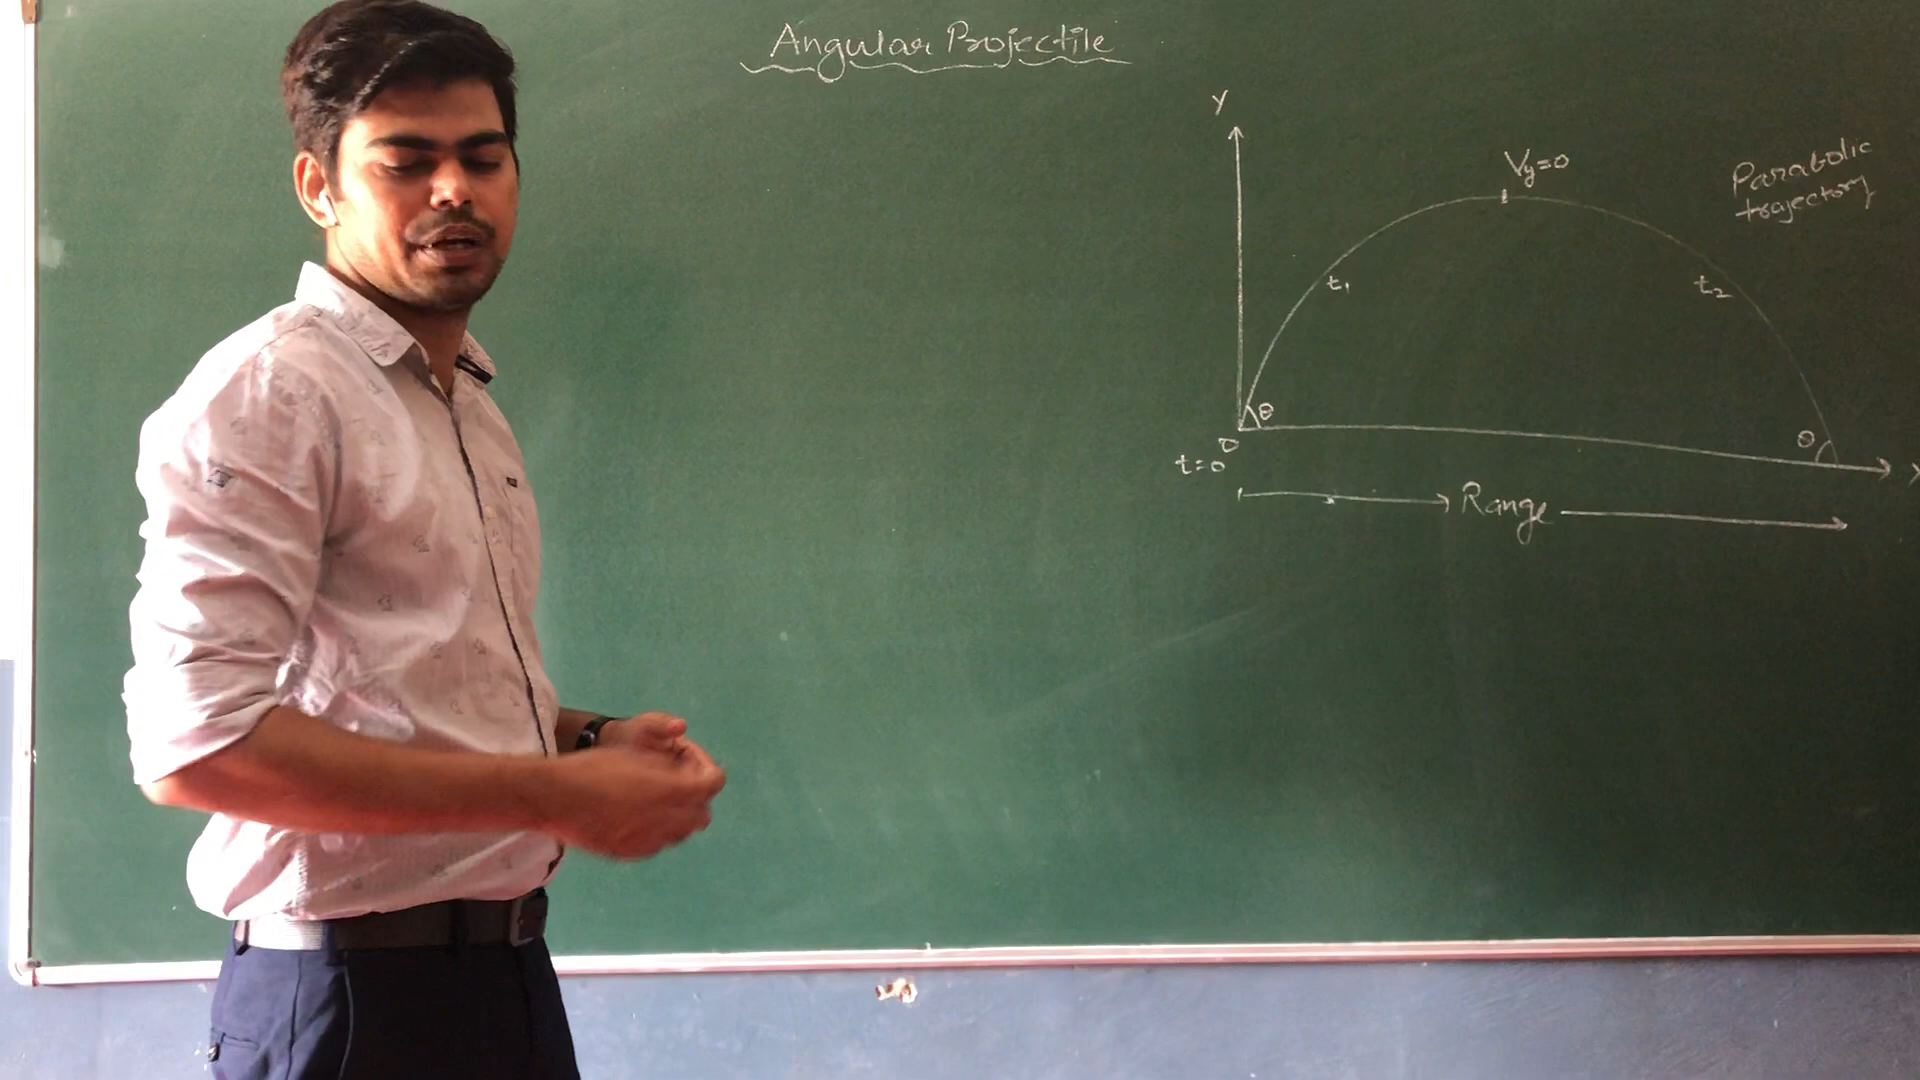 Angular Projectile
Y
Vy=0
Parabolic
trajectory
t₁
t₂
θ
θ
O
t=0
X
Range